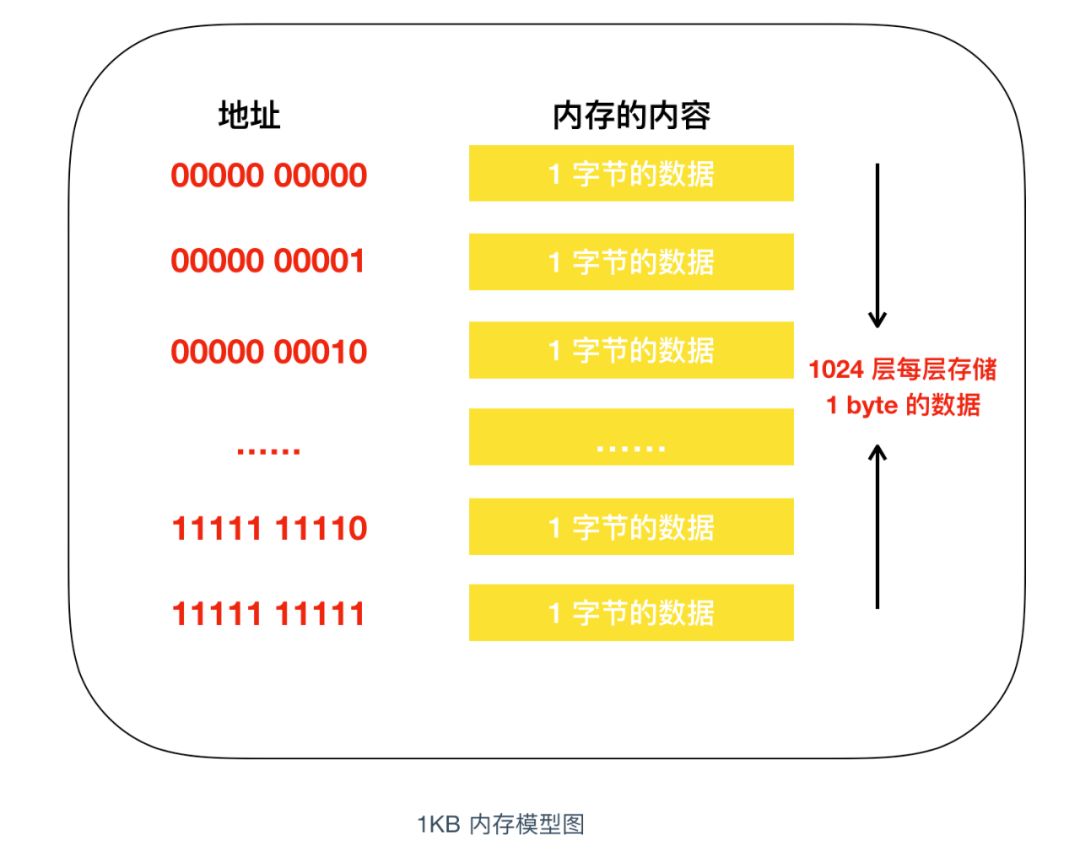 地址 内存的内容
00000 00000 1 字节的数据
00000 00001 1 字节的数据
00000 00010 1 字节的数据
1024 层每层存储
1 byte 的数据
...... ......
11111 11110 1 字节的数据
11111 11111 1 字节的数据
1KB 内存模型图